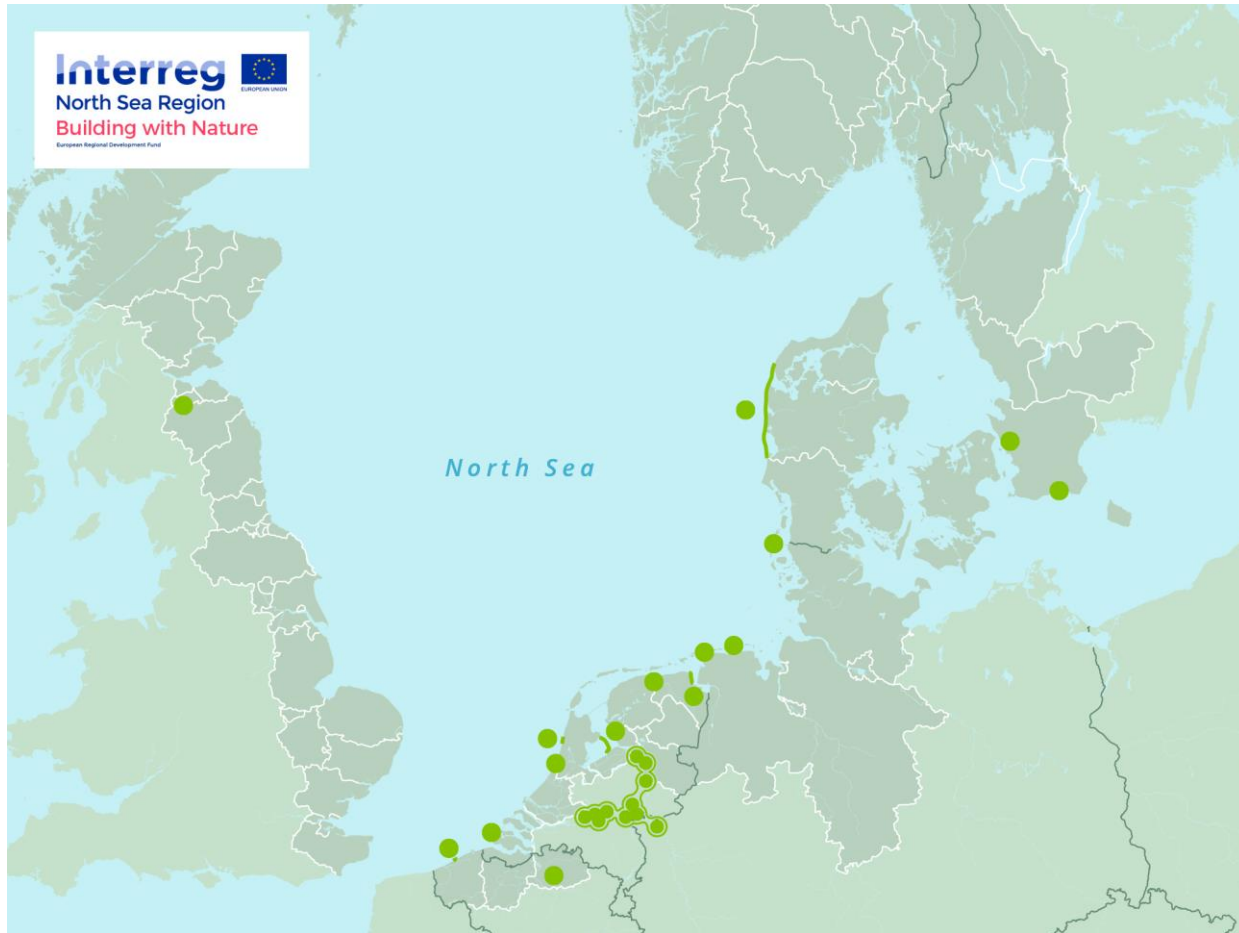 Interreg
EUROPEAN UNION
North Sea Region
Building with Nature
European Regional Development Fund
North Sea